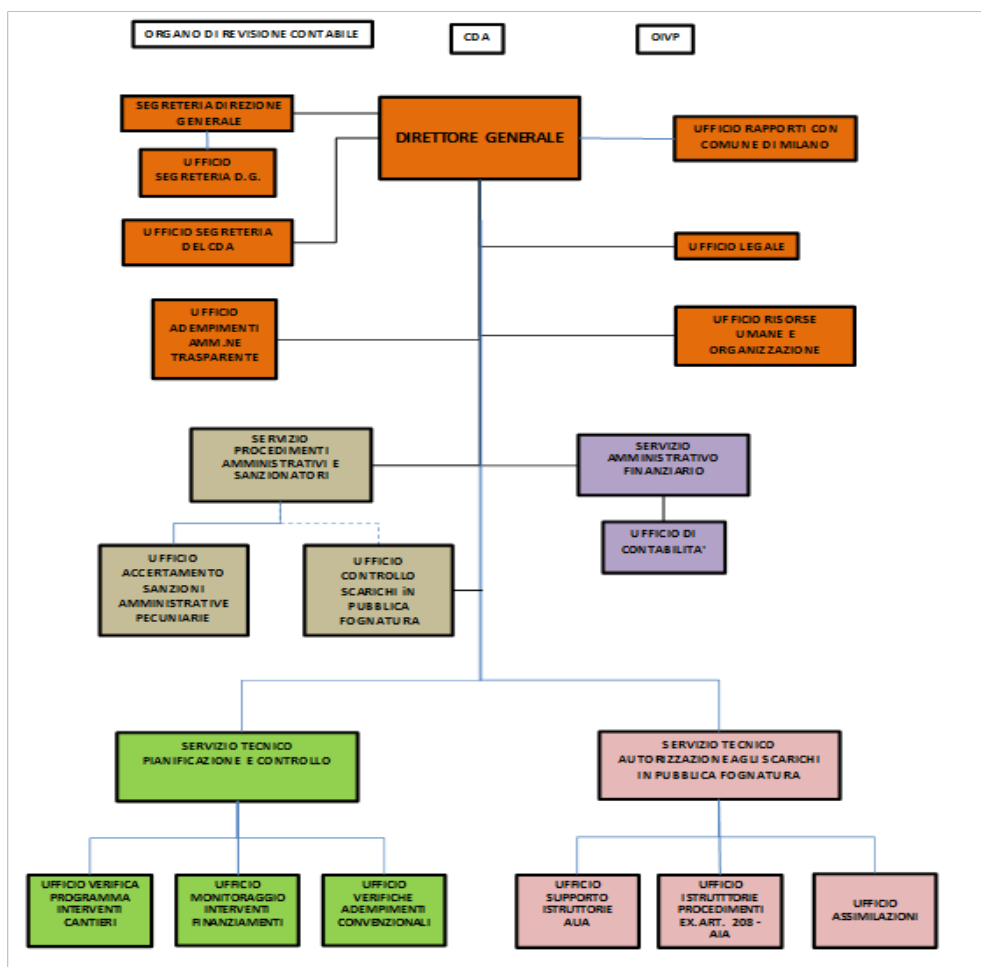 ORGANO DI REVISIONE CONTABILE
CDA
OIVP
SEGRETERIA DIREZIONE
GENERALE
DIRETTORE GENERALE
UFFICIO RAPPORTI CON
COMUNE DI MILANO
UFFICIO
SEGRETERIA D.G.
UFFICIO SEGRETERIA
DEL CDA
UFFICIO LEGALE
UFFICIO
ADEMPIMENTI
AMM.NE
TRASPARENTE
UFFICIO RISORSE
UMANE E
ORGANIZZAZIONE
SERVIZIO
PROCEDIMENTI
AMMINISTRATIVI E
SANZIONATORI
SERVIZIO
AMMINISTRATIVO
FINANZIARIO
UFFICIO DI
CONTABILITA'
UFFICIO
ACCERTAMENTO
SANZIONI
AMMINISTRATIVE
PECUNIARIE
UFFICIO
CONTROLLO
SCARICHI iN
PUBBLICA
FOGNATURA
SERVIZIO TECNICO
PIANIFICAZIONE E CONTROLLO
SERVIZIO TECNICO
AUTORIZZAZIONE AGLI SCARICHI
IN PUBBLICA FOGNATURA
UFFICIO VERIFICA
PROGRAMMA
INTERVENTI
CANTIERI
UFFICIO
MONITORAGGIO
INTERVENTI
FINANZIAMENTI
UFFICIO
VERIFICHE
ADEMPIMENTI
CONVENZIONALI
UFFICIO
SUPPORTO
ISTRUTTORIE
AUA
UFFICIO
ISTRUTTTORIE
PROCEDIMENTI
EX.ART. 208 -
AIA
UFFICIO
ASSIMILAZIONI